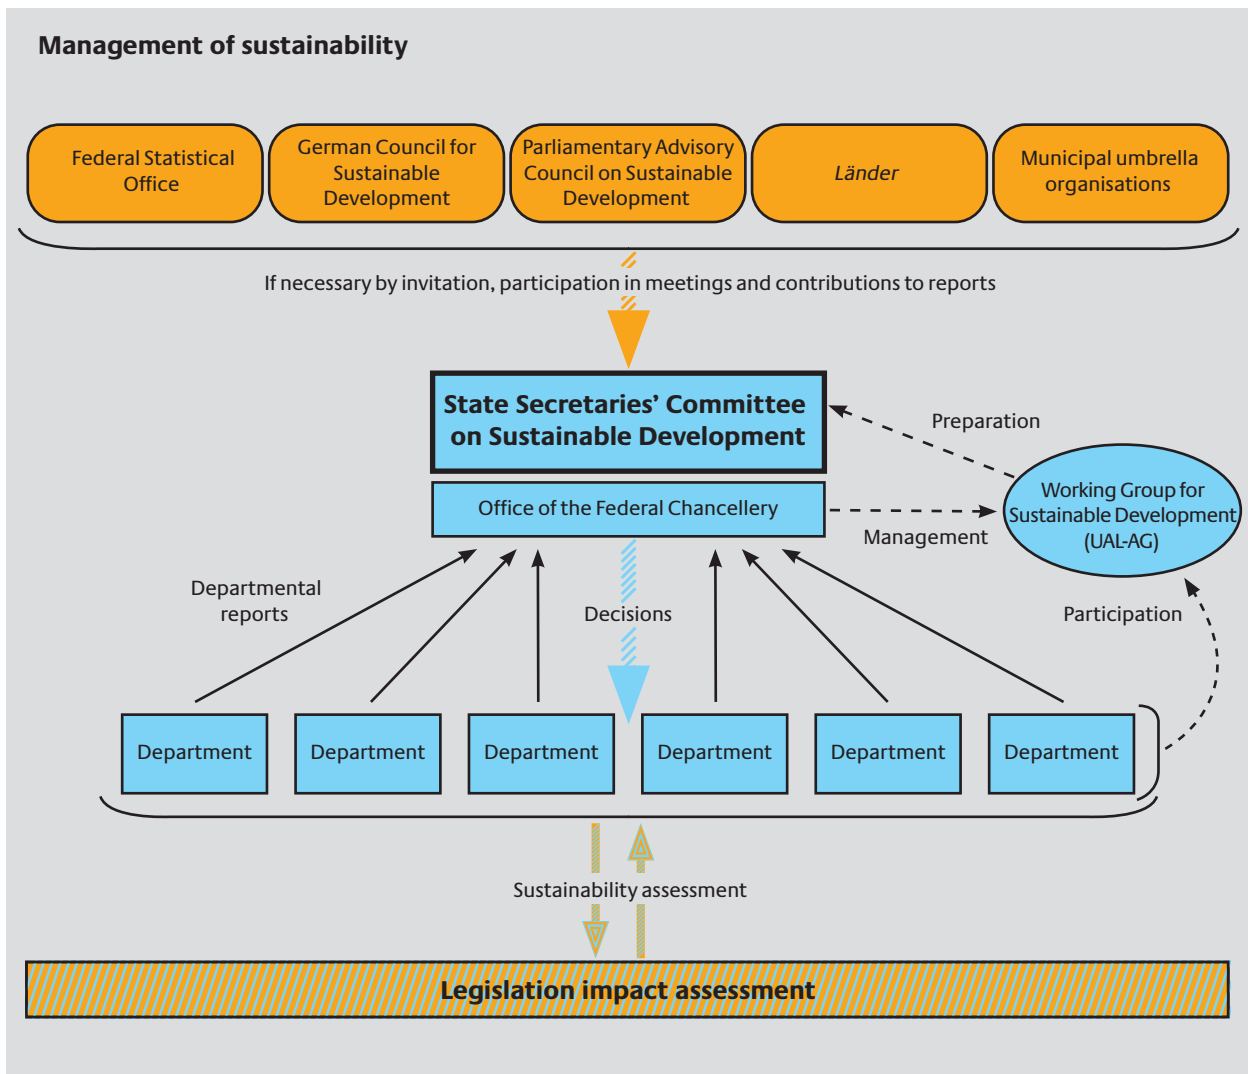 Management of sustainability
Federal Statistical
Office
German Council for
Sustainable
Development
Parliamentary Advisory
Council on Sustainable
Development
Länder
Municipal umbrella
organisations
If necessary by invitation, participation in meetings and contributions to reports
State Secretaries’ Committee
on Sustainable Development
Preparation
Office of the Federal Chancellery
Working Group for
Sustainable Development
(UAL-AG)
Management
Departmental
reports
Decisions
Participation
Department
Department
Department
Department
Department
Department
Sustainability assessment
Legislation impact assessment